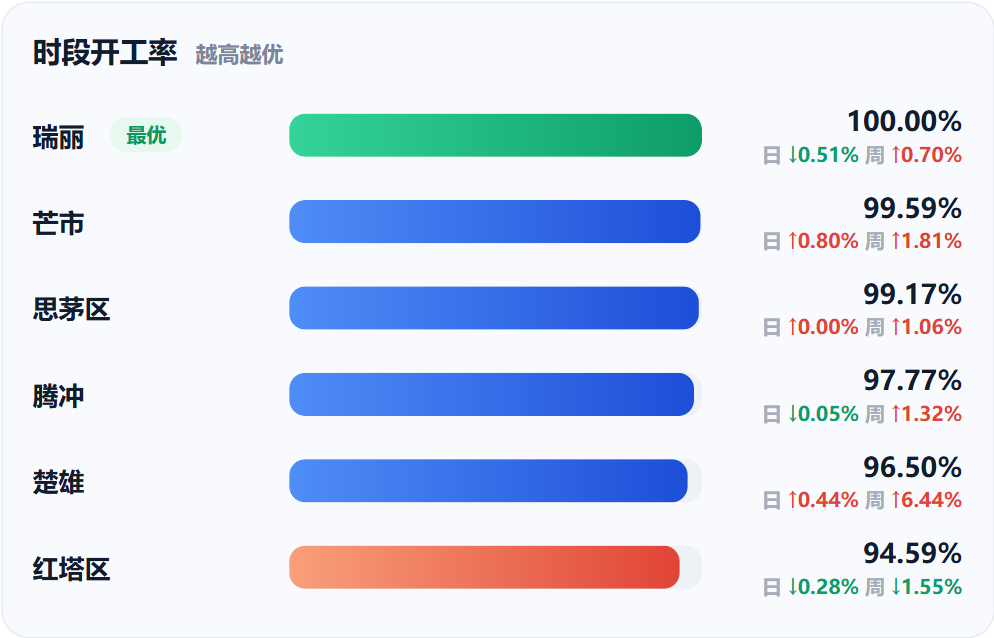 时段开工率 越高越优
瑞丽 最优 100.00%
日 ↓0.51% 周 ↑0.70%
芒市 99.59%
日 ↑0.80% 周 ↑1.81%
思茅区 99.17%
日 ↑0.00% 周 ↑1.06%
腾冲 97.77%
日 ↓0.05% 周 ↑1.32%
楚雄 96.50%
日 ↑0.44% 周 ↑6.44%
红塔区 94.59%
日 ↓0.28% 周 ↓1.55%